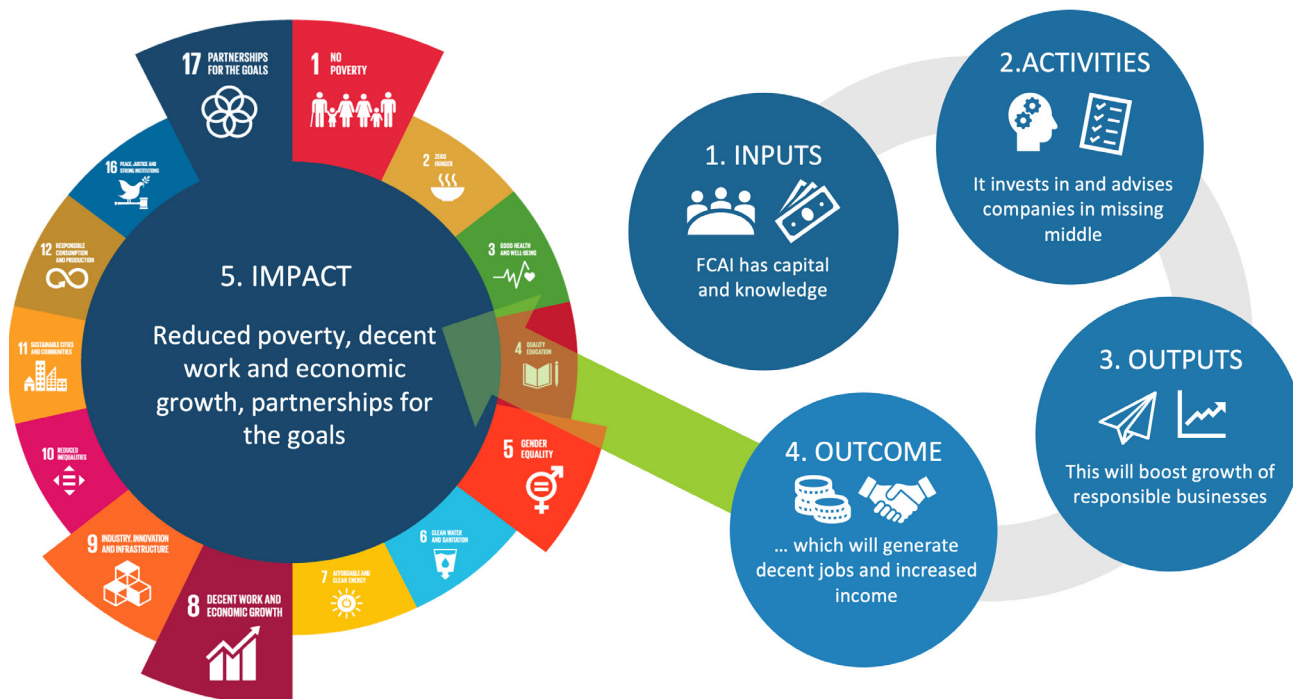 17 PARTNERSHIPS
FOR THE GOALS
1 NO
POVERTY
2 ZERO
HUNGER
3 GOOD HEALTH
AND WELL-BEING
4 QUALITY
EDUCATION
5 GENDER
EQUALITY
6 CLEAN WATER
AND SANITATION
7 AFFORDABLE AND
CLEAN ENERGY
8 DECENT WORK AND
ECONOMIC GROWTH
9 INDUSTRY, INNOVATION
AND INFRASTRUCTURE
10 REDUCED
INEQUALITIES
11 SUSTAINABLE CITIES
AND COMMUNITIES
12 RESPONSIBLE
CONSUMPTION
AND PRODUCTION
16 PEACE, JUSTICE AND
STRONG INSTITUTIONS
5. IMPACT
Reduced poverty, decent
work and economic
growth, partnerships for
the goals
1. INPUTS
FCAI has capital
and knowledge
2.ACTIVITIES
It invests in and advises
companies in missing
middle
3. OUTPUTS
This will boost growth of
responsible businesses
4. OUTCOME
... which will generate
decent jobs and increased
income